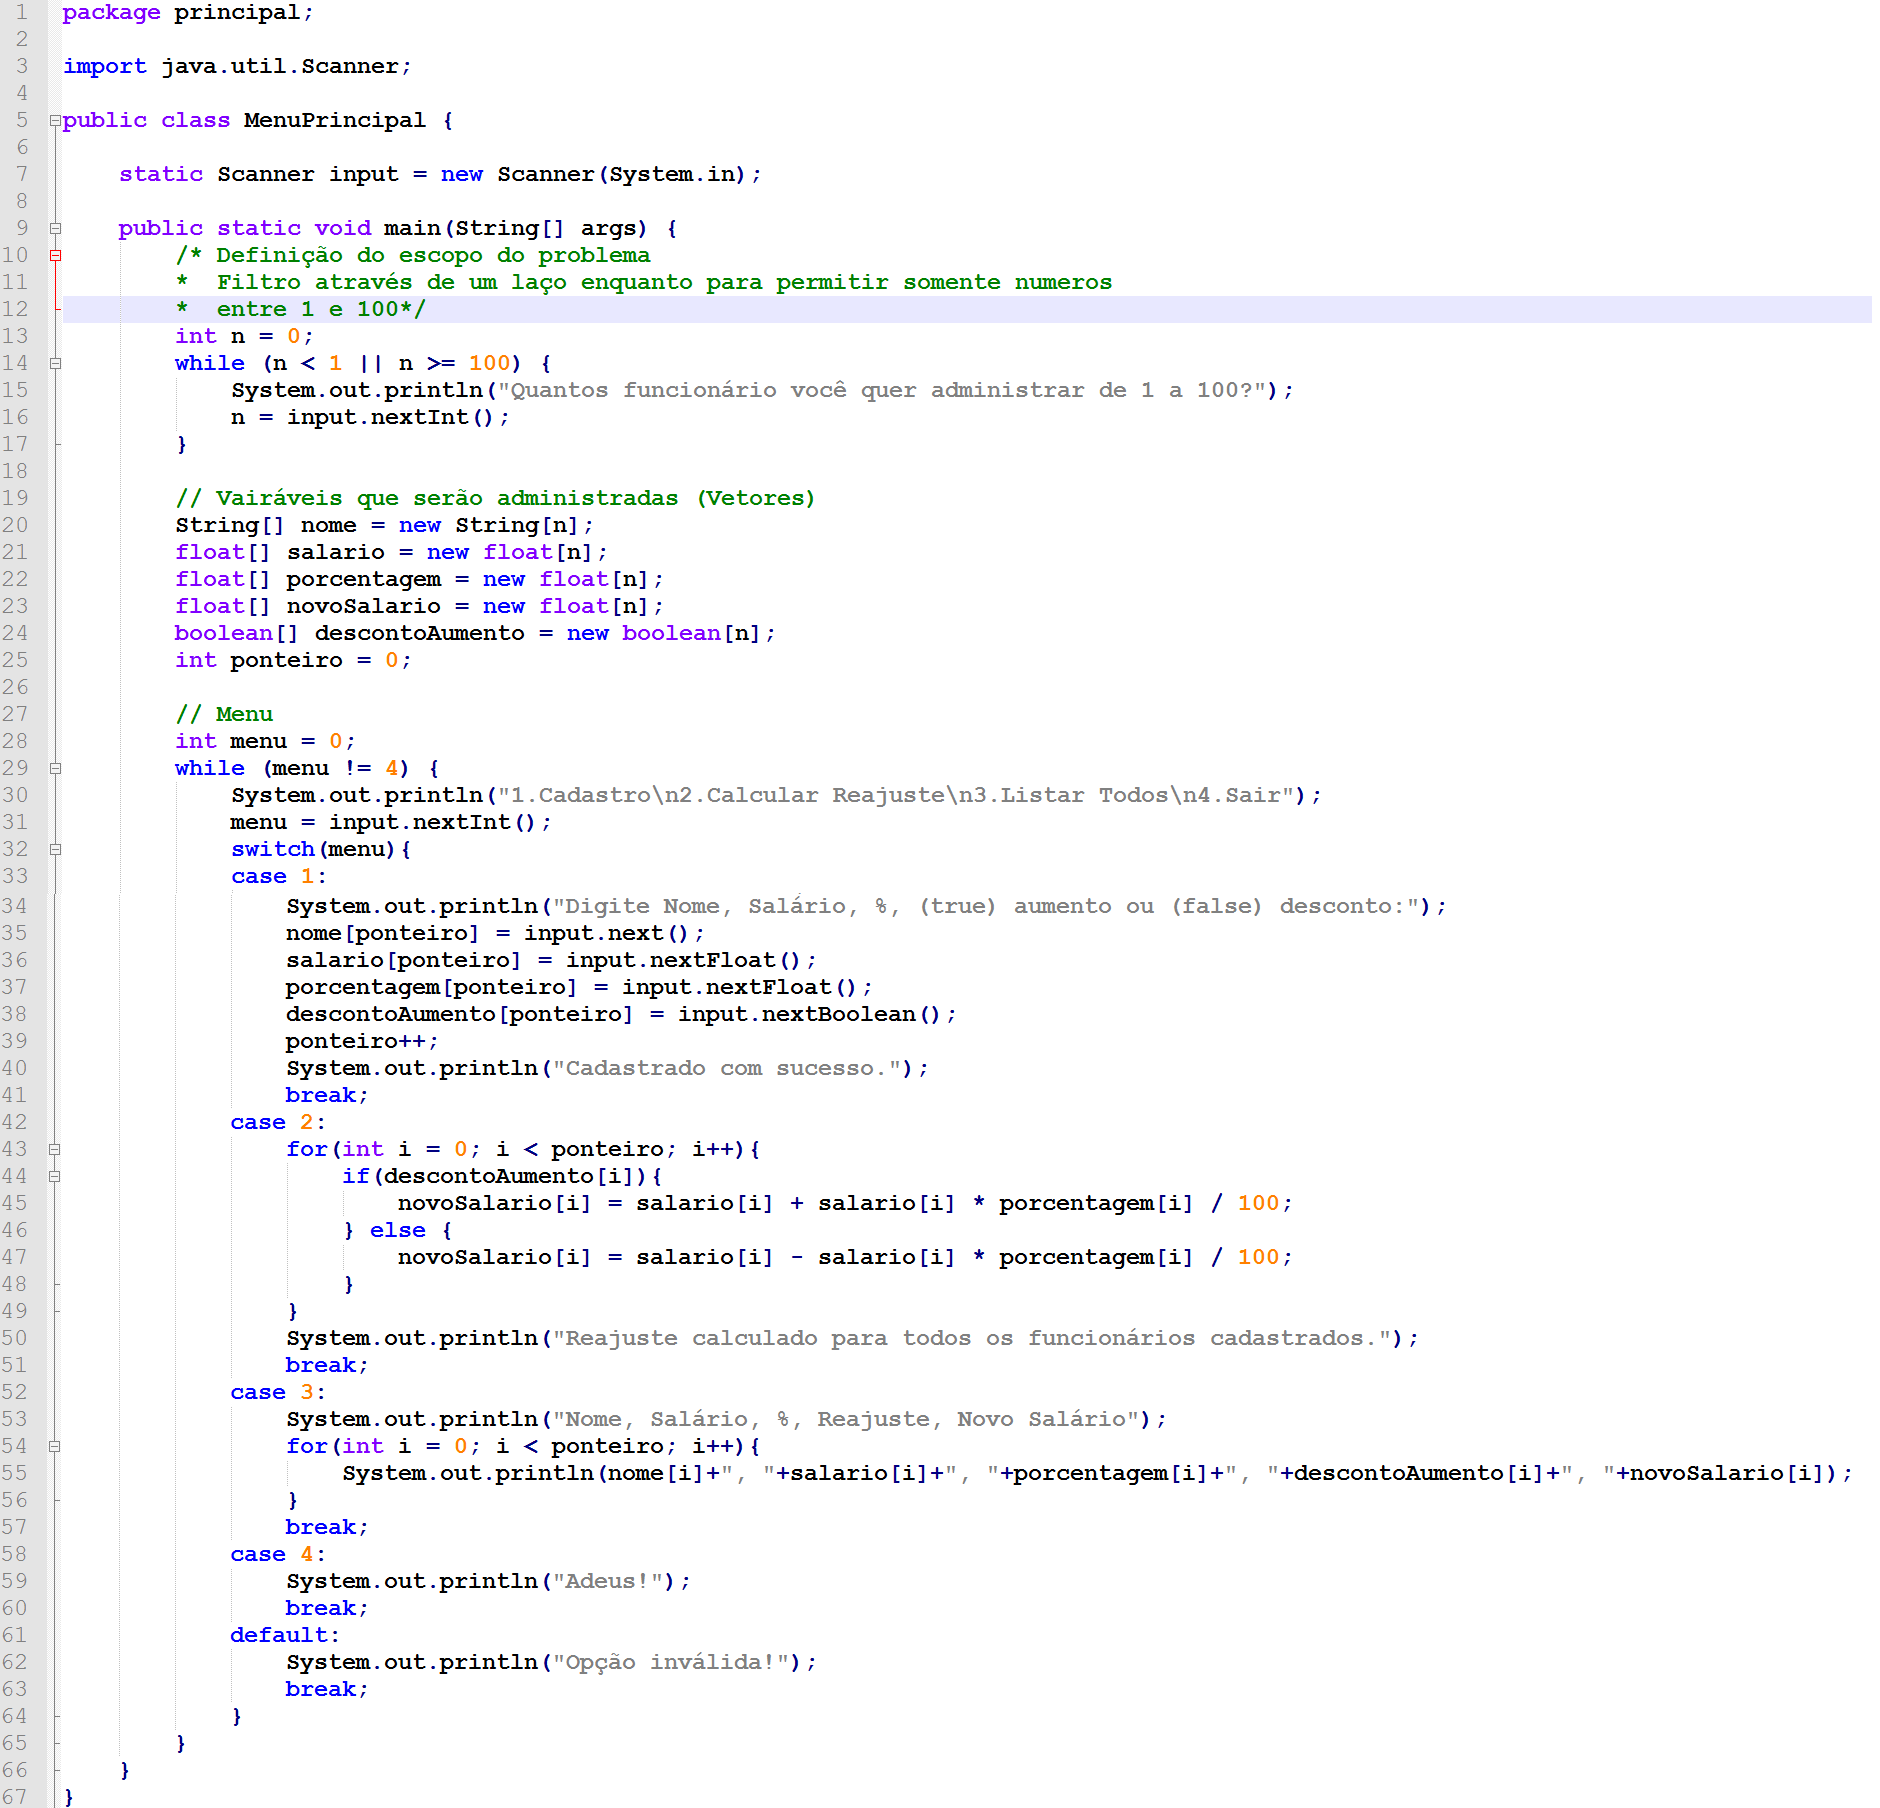 1 package principal;
2
3 import java.util.Scanner;
4
5 public class MenuPrincipal {
6
7     static Scanner input = new Scanner(System.in);
8
9     public static void main(String[] args) {
10         /* Definição do escopo do problema
11         *  Filtro através de um laço enquanto para permitir somente numeros
12         *  entre 1 e 100*/
13         int n = 0;
14         while (n < 1 || n >= 100) {
15             System.out.println("Quantos funcionário você quer administrar de 1 a 100?");
16             n = input.nextInt();
17         }
18
19         // Vairáveis que serão administradas (Vetores)
20         String[] nome = new String[n];
21         float[] salario = new float[n];
22         float[] porcentagem = new float[n];
23         float[] novoSalario = new float[n];
24         boolean[] descontoAumento = new boolean[n];
25         int ponteiro = 0;
26
27         // Menu
28         int menu = 0;
29         while (menu != 4) {
30             System.out.println("1.Cadastro\n2.Calcular Reajuste\n3.Listar Todos\n4.Sair");
31             menu = input.nextInt();
32             switch(menu){
33             case 1:
34                 System.out.println("Digite Nome, Salário, %, (true) aumento ou (false) desconto:");
35                 nome[ponteiro] = input.next();
36                 salario[ponteiro] = input.nextFloat();
37                 porcentagem[ponteiro] = input.nextFloat();
38                 descontoAumento[ponteiro] = input.nextBoolean();
39                 ponteiro++;
40                 System.out.println("Cadastrado com sucesso.");
41                 break;
42             case 2:
43                 for(int i = 0; i < ponteiro; i++){
44                     if(descontoAumento[i]){
45                         novoSalario[i] = salario[i] + salario[i] * porcentagem[i] / 100;
46                     } else {
47                         novoSalario[i] = salario[i] - salario[i] * porcentagem[i] / 100;
48                     }
49                 }
50                 System.out.println("Reajuste calculado para todos os funcionários cadastrados.");
51                 break;
52             case 3:
53                 System.out.println("Nome, Salário, %, Reajuste, Novo Salário");
54                 for(int i = 0; i < ponteiro; i++){
55                     System.out.println(nome[i]+", "+salario[i]+", "+porcentagem[i]+", "+descontoAumento[i]+", "+novoSalario[i]);
56                 }
57                 break;
58             case 4:
59                 System.out.println("Adeus!");
60                 break;
61             default:
62                 System.out.println("Opção inválida!");
63                 break;
64             }
65         }
66     }
67 }